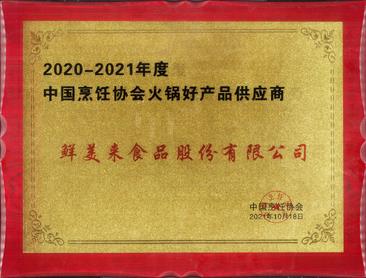 2020-2021年度
中国烹饪协会火锅好产品供应商
鲜美来食品股份有限公司
中国烹饪协会
2021年10月18日